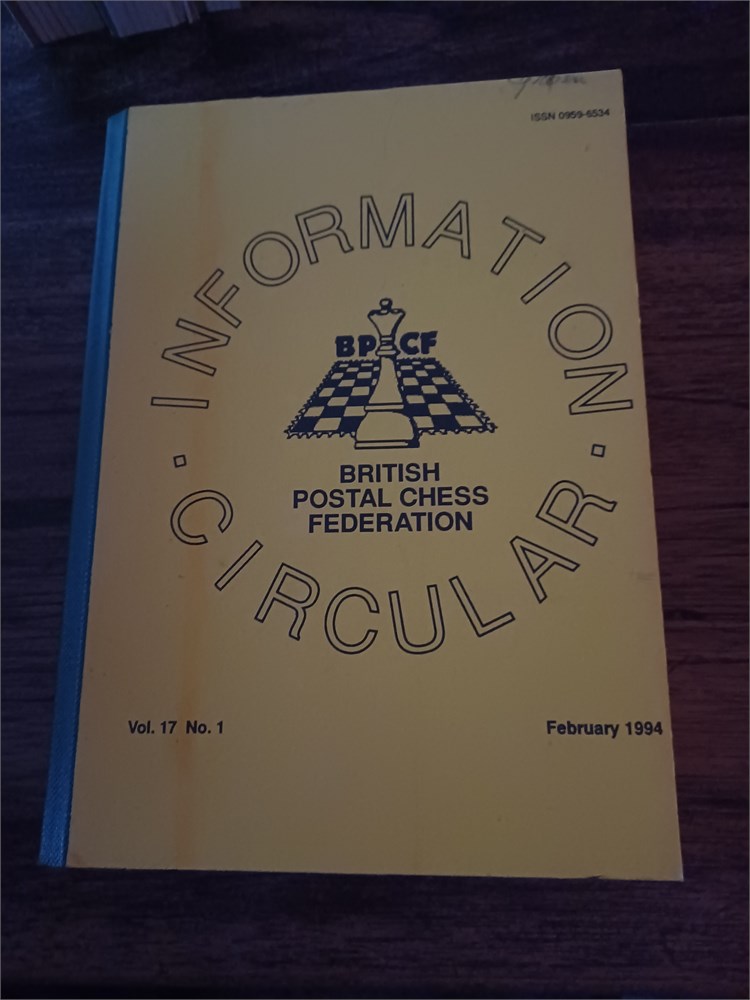 ISSN 0959-6534
INFORMATION
BPCF
BRITISH
POSTAL CHESS
FEDERATION
CIRCULAR
Vol. 17 No. 1
February 1994